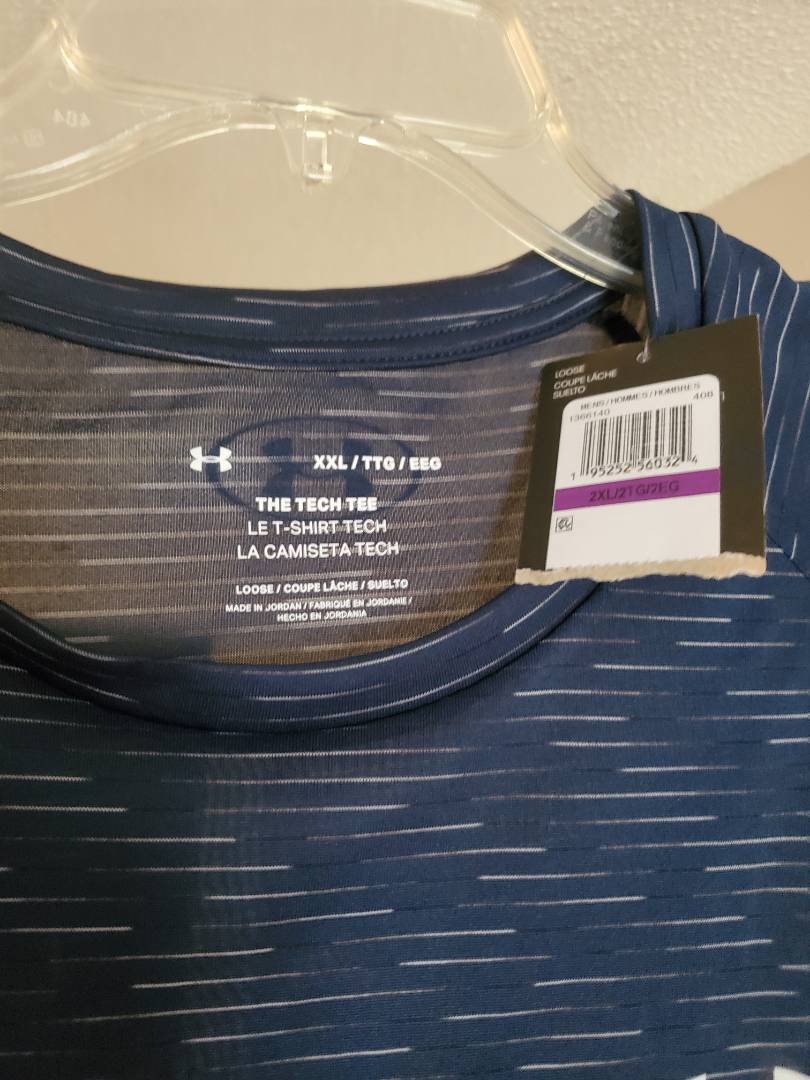 484
XXL / TTG / EEG
THE TECH TEE
LE T-SHIRT TECH
LA CAMISETA TECH
LOOSE / COUPE LÂCHE / SUELTO
MADE IN JORDAN / FABRIQUÉ EN JORDANIE /
HECHO EN JORDANIA
LOOSE
COUPE LÂCHE
SUELTO
MENS / HOMMES / HOMBRES
1366140 408
1 95252 56032 4
2XL/2TG/2EG